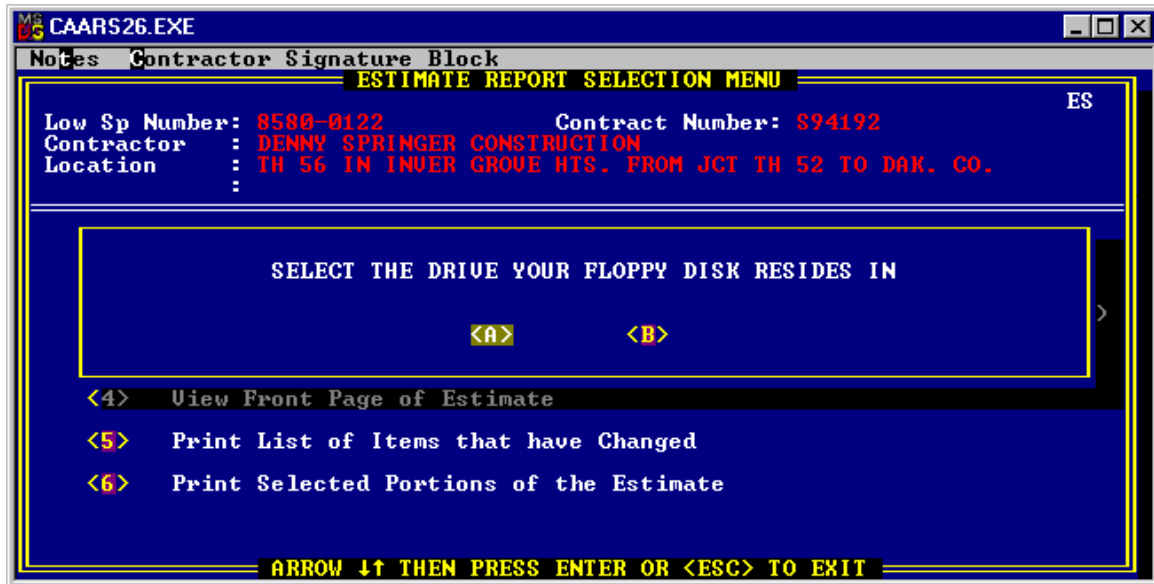 CAARS26.EXE
Notes Contractor Signature Block
ESTIMATE REPORT SELECTION MENU
ES
Low Sp Number: 8580-0122 Contract Number: S94192
Contractor : DENNY SPRINGER CONSTRUCTION
Location : TH 56 IN INVER GROVE HTS. FROM JCT TH 52 TO DAK. CO.
:
SELECT THE DRIVE YOUR FLOPPY DISK RESIDES IN
<A> <B>
>
<4> View Front Page of Estimate
<5> Print List of Items that have Changed
<6> Print Selected Portions of the Estimate
ARROW ↓↑ THEN PRESS ENTER OR <ESC> TO EXIT